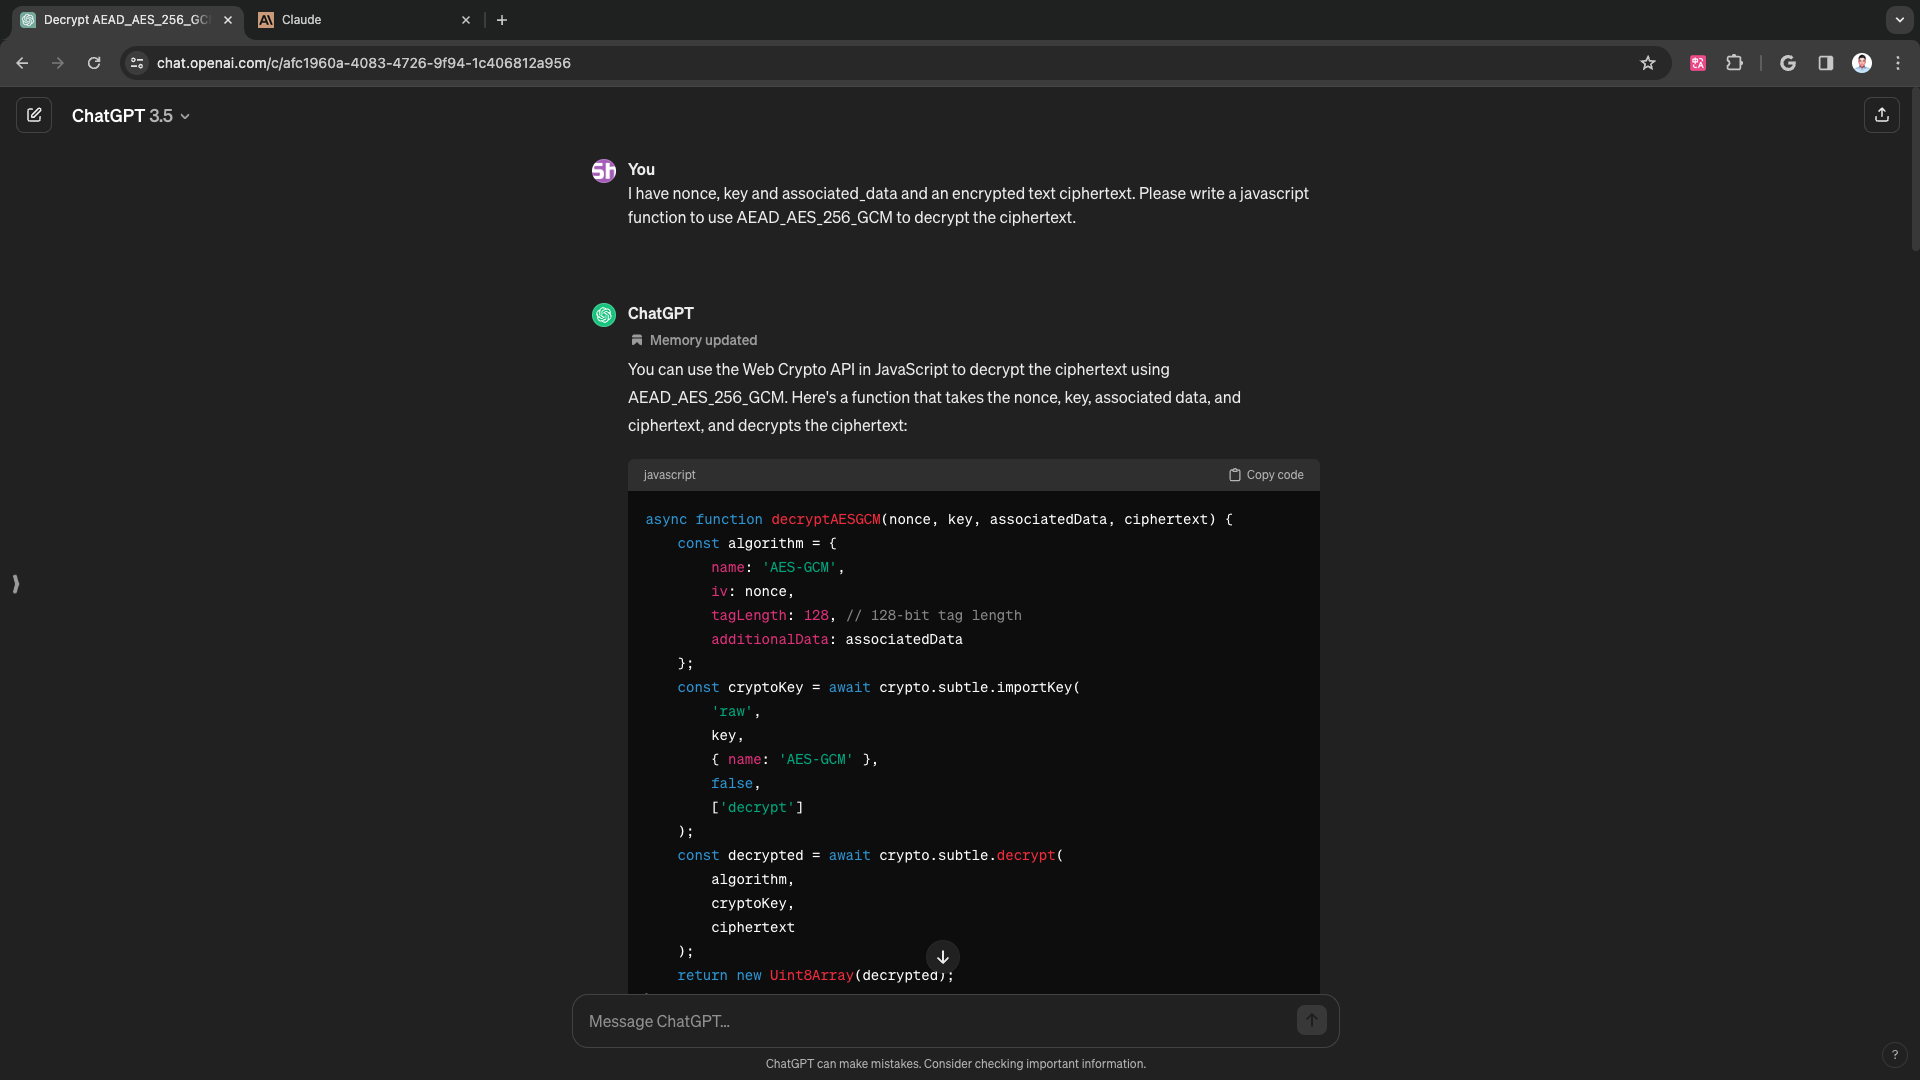 Decrypt AEAD_AES_256_GC
Claude
chat.openai.com/c/afc1960a-4083-4726-9f94-1c406812a956
ChatGPT 3.5
Sh
You
I have nonce, key and associated_data and an encrypted text ciphertext. Please write a javascript
function to use AEAD_AES_256_GCM to decrypt the ciphertext.
ChatGPT
Memory updated
You can use the Web Crypto API in JavaScript to decrypt the ciphertext using
AEAD_AES_256_GCM. Here's a function that takes the nonce, key, associated data, and
ciphertext, and decrypts the ciphertext:
javascript
Copy code
async function decryptAESGCM(nonce, key, associatedData, ciphertext) {
    const algorithm = {
        name: 'AES-GCM',
        iv: nonce,
        tagLength: 128, // 128-bit tag length
        additionalData: associatedData
    };
    const cryptoKey = await crypto.subtle.importKey(
        'raw',
        key,
        { name: 'AES-GCM' },
        false,
        ['decrypt']
    );
    const decrypted = await crypto.subtle.decrypt(
        algorithm,
        cryptoKey,
        ciphertext
    );
    return new Uint8Array(decrypted);
Message ChatGPT...
ChatGPT can make mistakes. Consider checking important information.
?